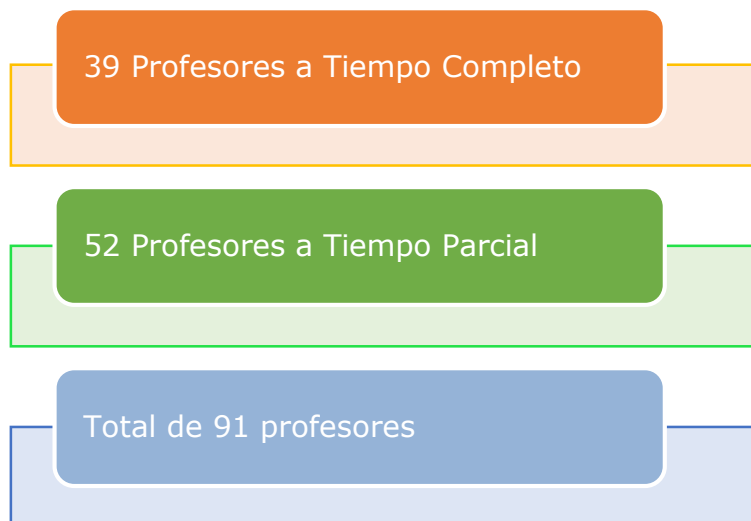 39 Profesores a Tiempo Completo
52 Profesores a Tiempo Parcial
Total de 91 profesores